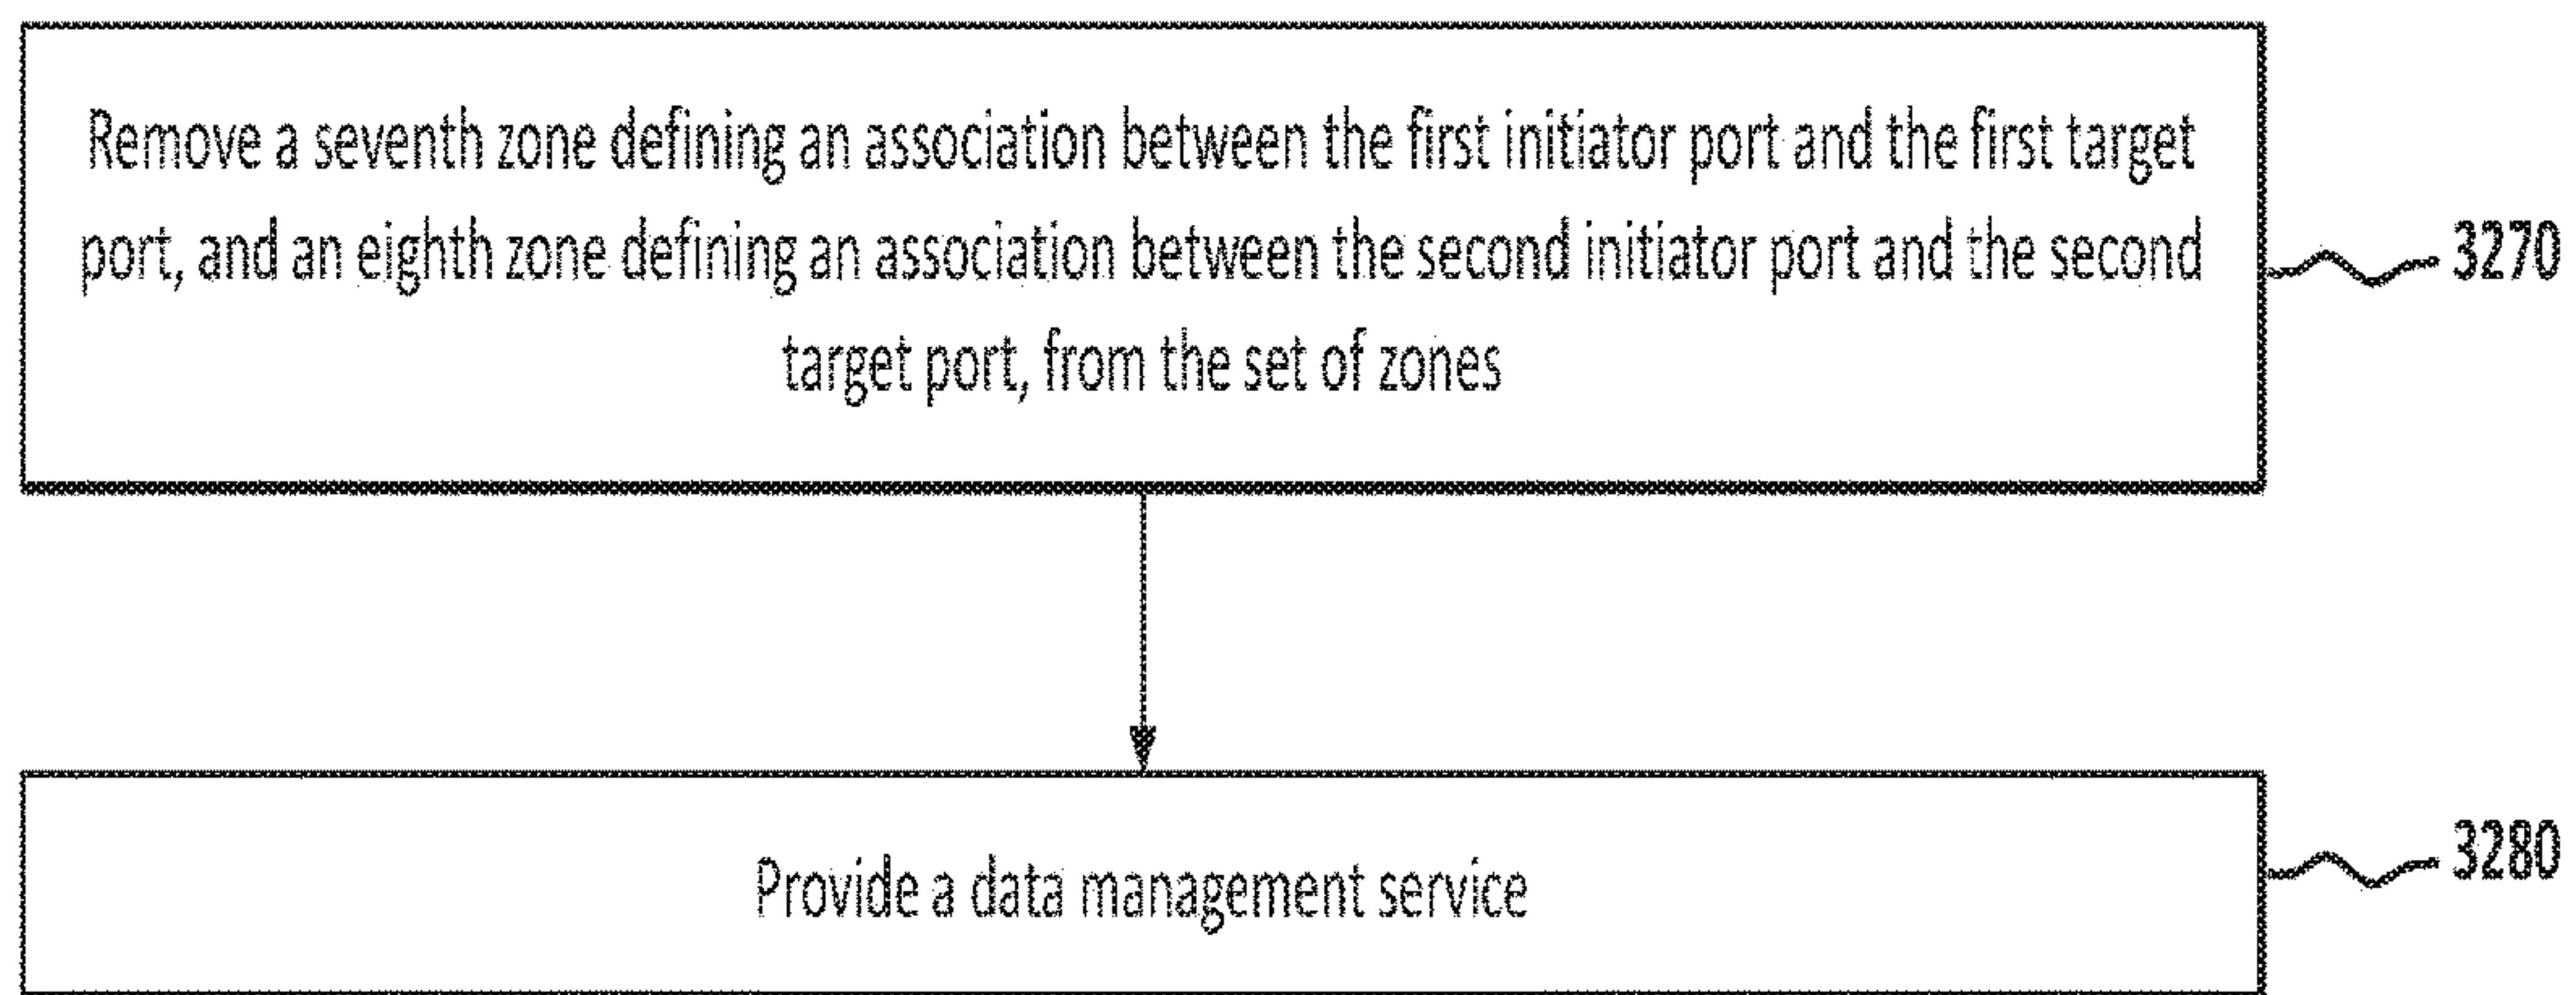 Remove a seventh zone defining an association between the first initiator port and the first target
port, and an eighth zone defining an association between the second initiator port and the second
target port, from the set of zones
3270
Provide a data management service
3280